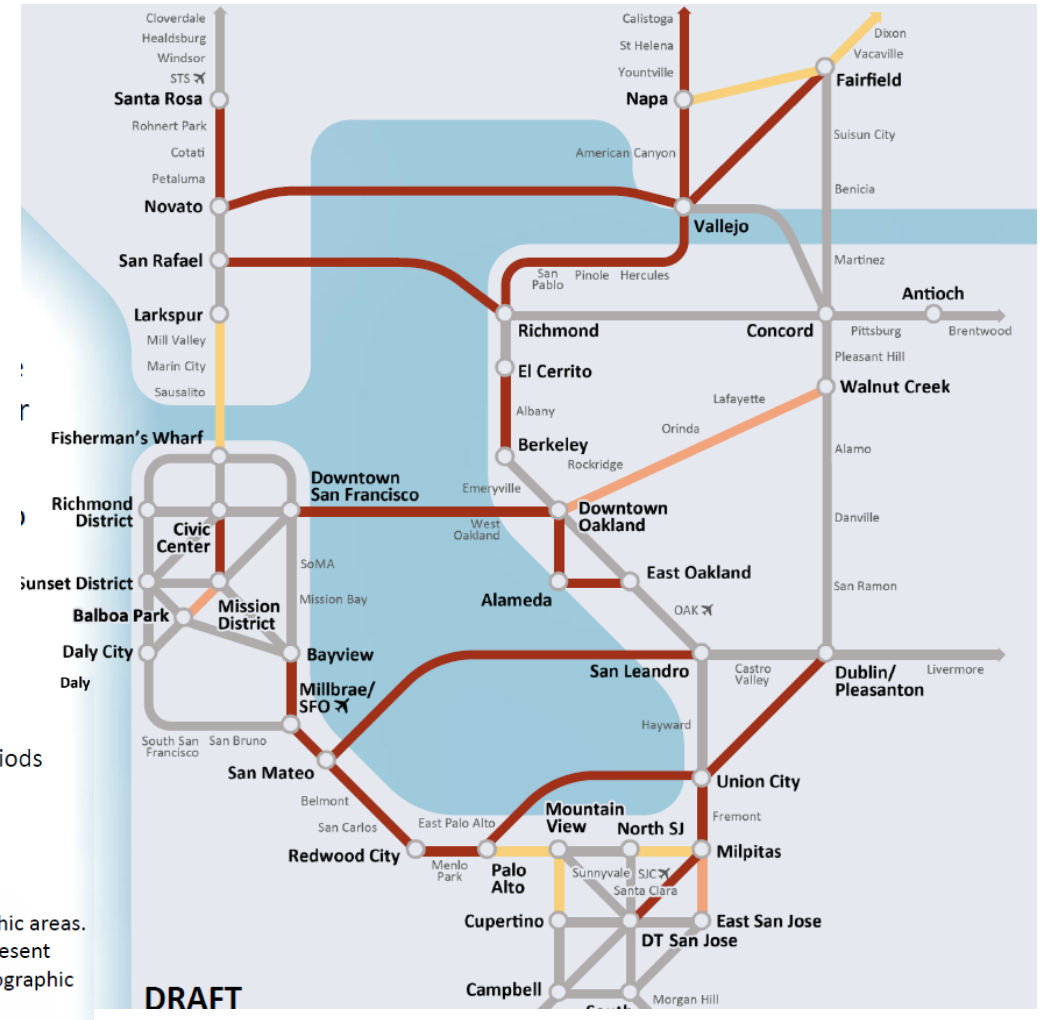 Cloverdale
Healdsburg
Windsor
STS
Santa Rosa
Rohnert Park
Cotati
Petaluma
Novato
San Rafael
Larkspur
Mill Valley
Marin City
Sausalito
Fisherman's Wharf
Calistoga
St Helena
Yountville
Napa
American Canyon
Vallejo
Dixon
Vacaville
Fairfield
Suisun City
Benicia
Martinez
San
Pablo
Pinole
Hercules
Richmond
Concord
Antioch
Pittsburg
Brentwood
Pleasant Hill
El Cerrito
Albany
Berkeley
Walnut Creek
Lafayette
Orinda
Rockridge
Emeryville
Alamo
Danville
San Ramon
Richmond
District
Civic
Center
Downtown
San Francisco
West
Oakland
Downtown
Oakland
Sunset District
SoMA
Mission Bay
Mission
District
Balboa Park
Daly City
Daly
Bayview
Alameda
East Oakland
OAK
San Leandro
Castro
Valley
Dublin/
Pleasanton
Livermore
Millbrae/
SFO
South San
Francisco
San Bruno
Hayward
San Mateo
Union City
Belmont
San Carlos
East Palo Alto
Fremont
Redwood City
Menlo
Park
Palo
Alto
Mountain
View
North SJ
Milpitas
Sunnyvale
SJC
Santa Clara
Cupertino
DT San Jose
East San Jose
Campbell
South
Morgan Hill
iods
hic areas.
esent
ographic
DRAFT